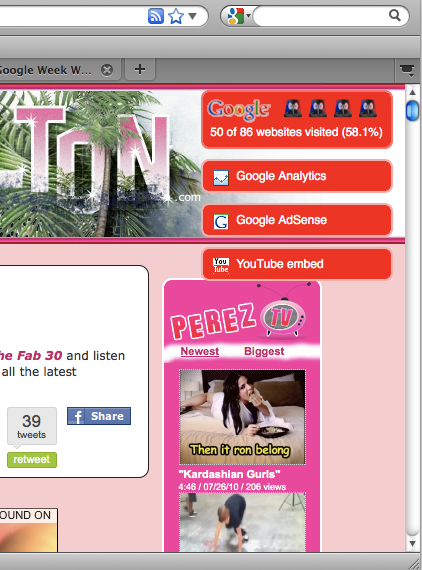 Google Week W...
TON
.com
Google
50 of 86 websites visited (58.1%)
Google Analytics
Google AdSense
YouTube embed
You
Tube
PEREZ
TV
Newest
Biggest
he Fab 30 and listen
all the latest
39
tweets
retweet
Share
Then it ron belong
"Kardashian Gurls"
4:46 / 07/26/10 / 206 views
OUND ON